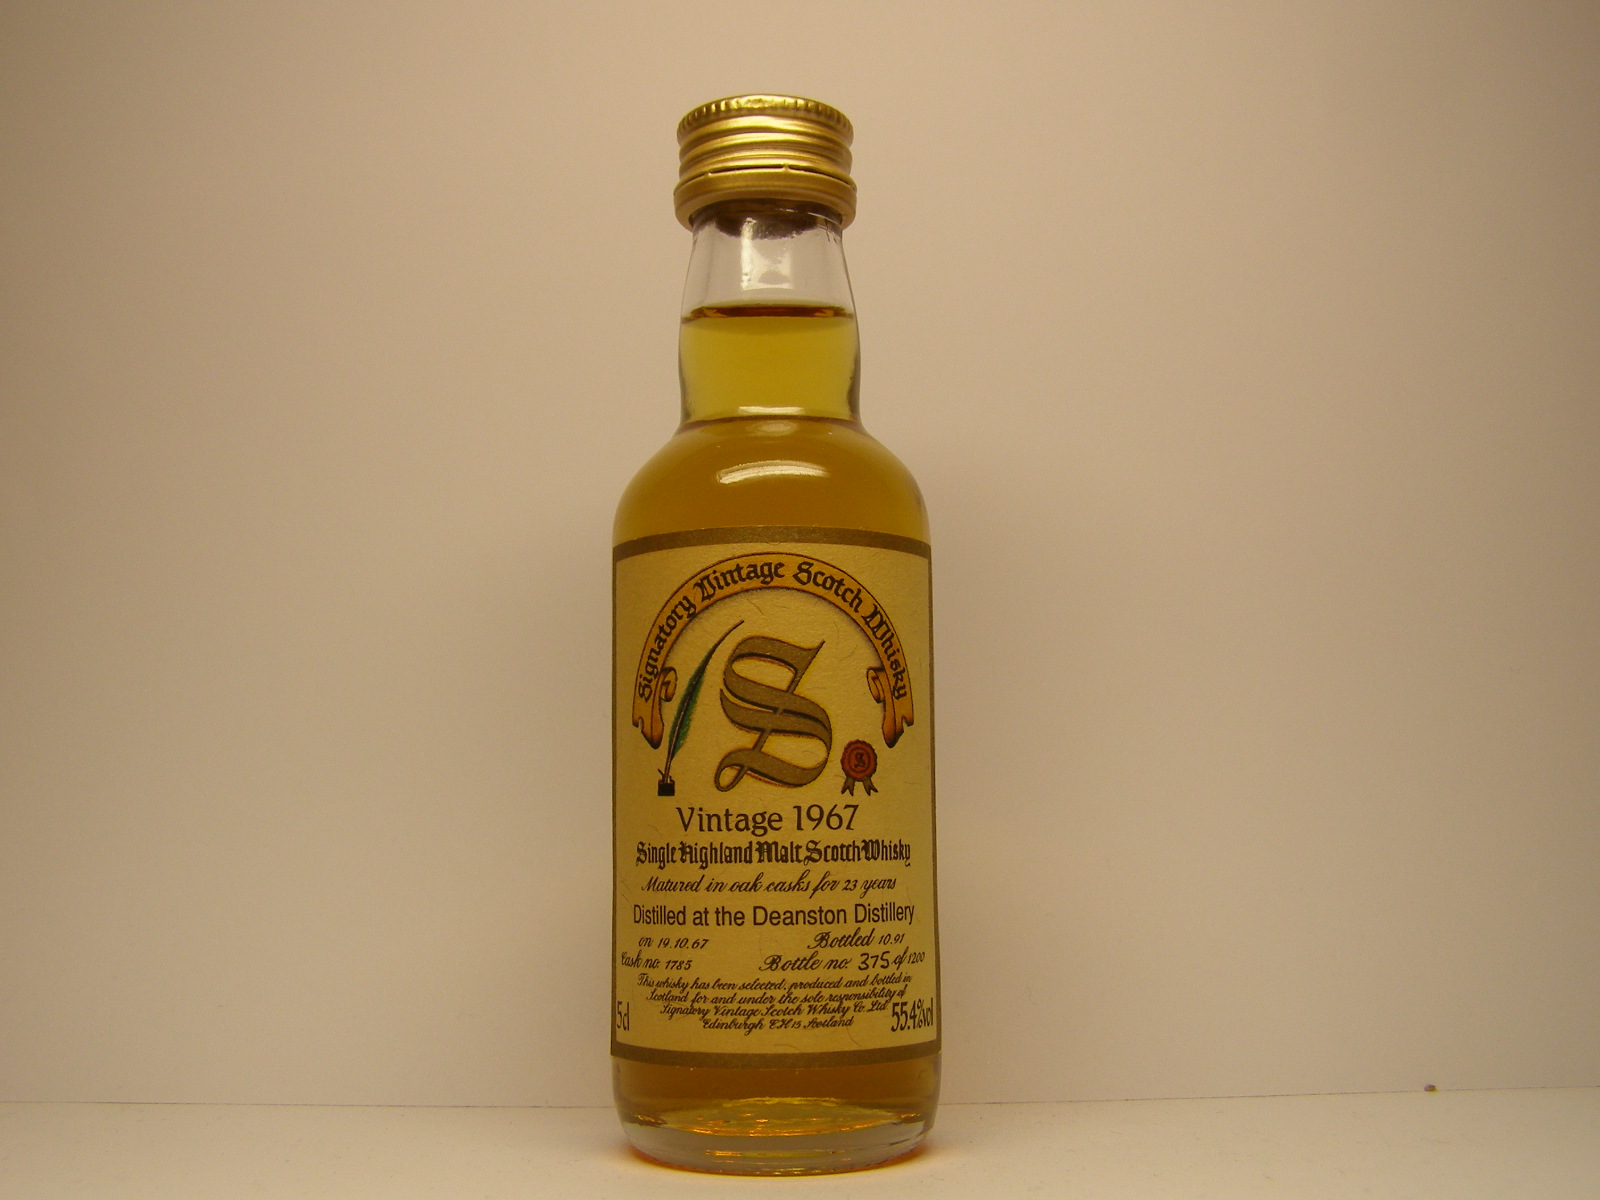 Signatory Vintage Scotch Whisky
S
S
Vintage 1967
Single Highland Malt Scotch Whisky
Matured in oak casks for 23 years
Distilled at the Deanston Distillery
on 19.10.67 Bottled 10.91
Cask no. 1785 Bottle no. 375 of 1200
This whisky has been selected, produced and bottled in
Scotland for and under the sole responsibility of
Signatory Vintage Scotch Whisky Co. Ltd.
Edinburgh EH15 Scotland
5cl 55.4%vol